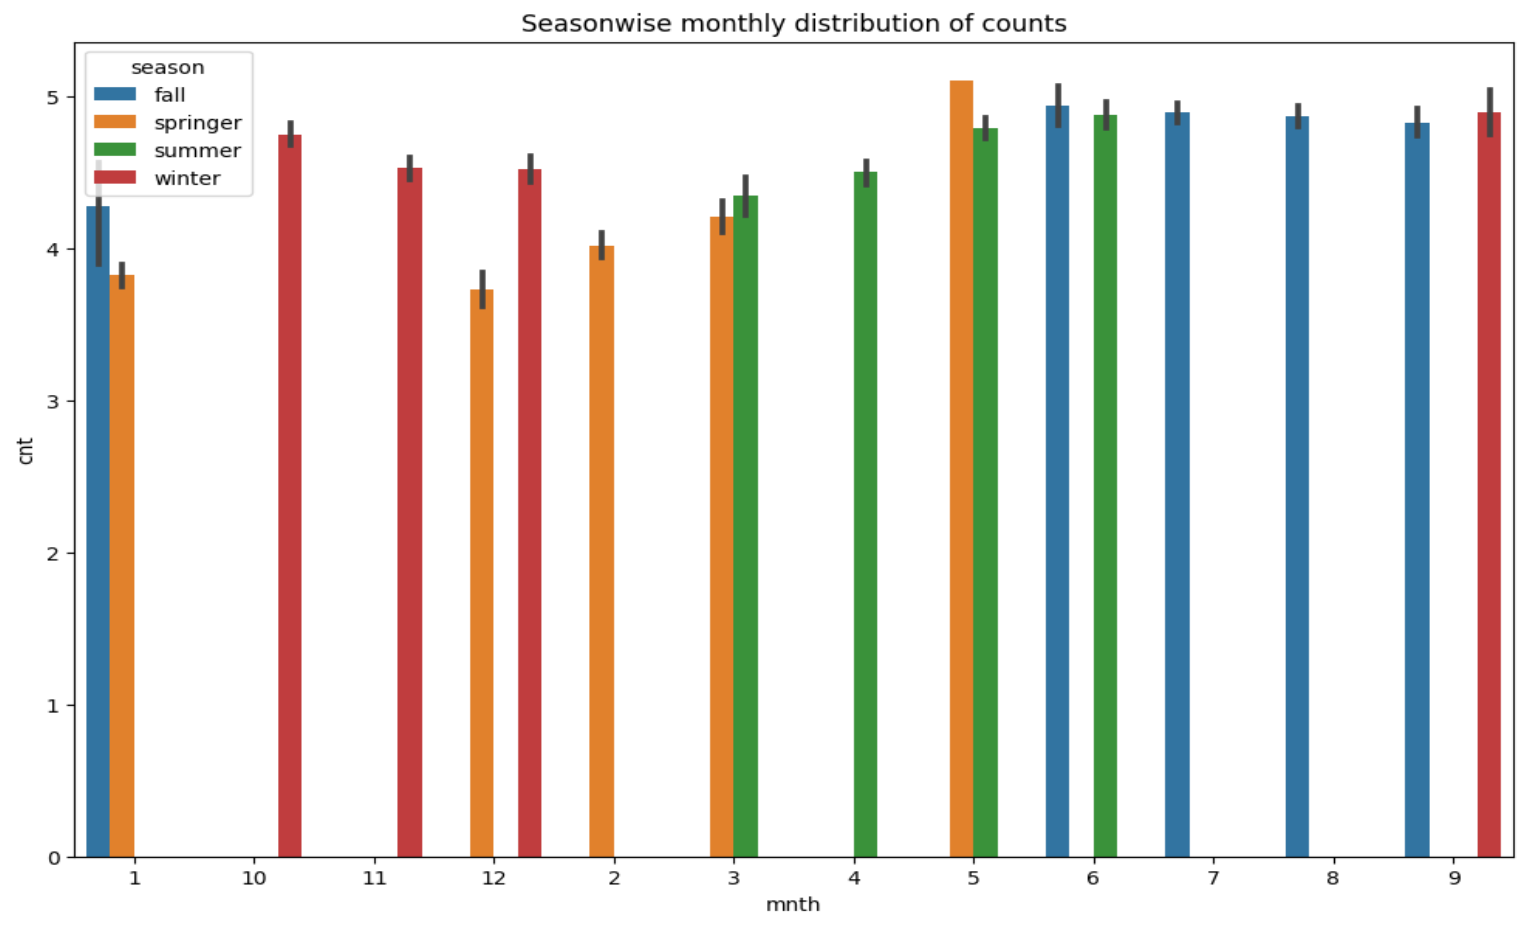 Seasonwise monthly distribution of counts
season
fall
springer
summer
winter
5
4
3
2
1
0
cnt
1 10 11 12 2 3 4 5 6 7 8 9
mnth